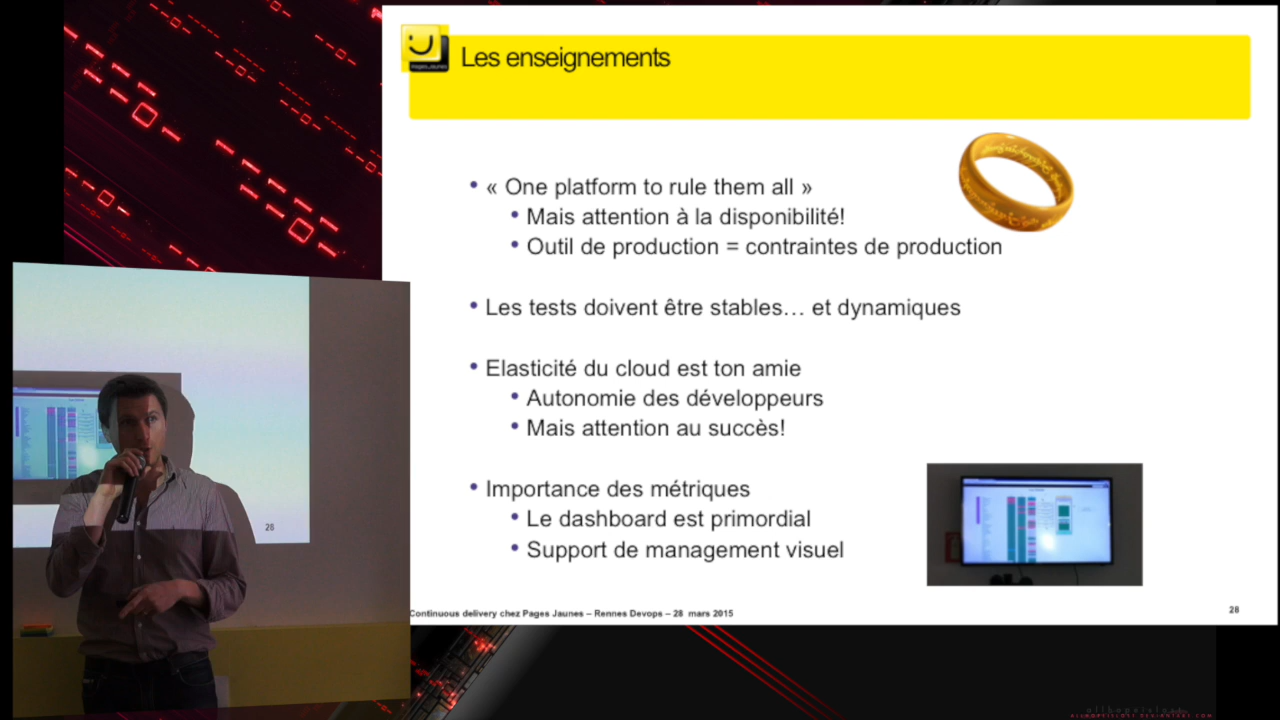 PagesJaunes
Les enseignements
• « One platform to rule them all »
• Mais attention à la disponibilité!
• Outil de production = contraintes de production
• Les tests doivent être stables… et dynamiques
• Elasticité du cloud est ton amie
• Autonomie des développeurs
• Mais attention au succès!
• Importance des métriques
• Le dashboard est primordial
• Support de management visuel
Continuous delivery chez Pages Jaunes – Rennes Devops – 28 mars 2015
28
28